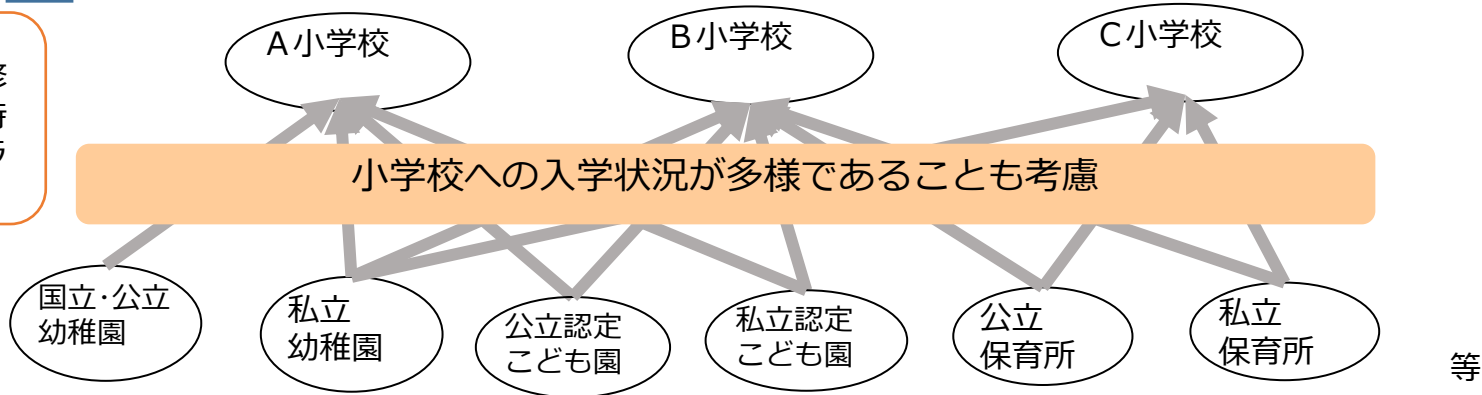 A小学校
B小学校
C小学校
小学校への入学状況が多様であることも考慮
国立･公立
幼稚園
私立
幼稚園
公立認定
こども園
私立認定
こども園
公立
保育所
私立
保育所
等